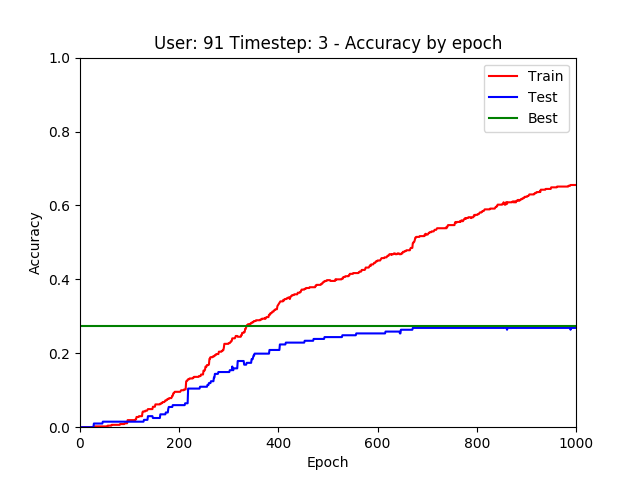 User: 91 Timestep: 3 - Accuracy by epoch
1.0
0.8
0.6
0.4
0.2
0.0
Accuracy
Train
Test
Best
0 200 400 600 800 1000
Epoch